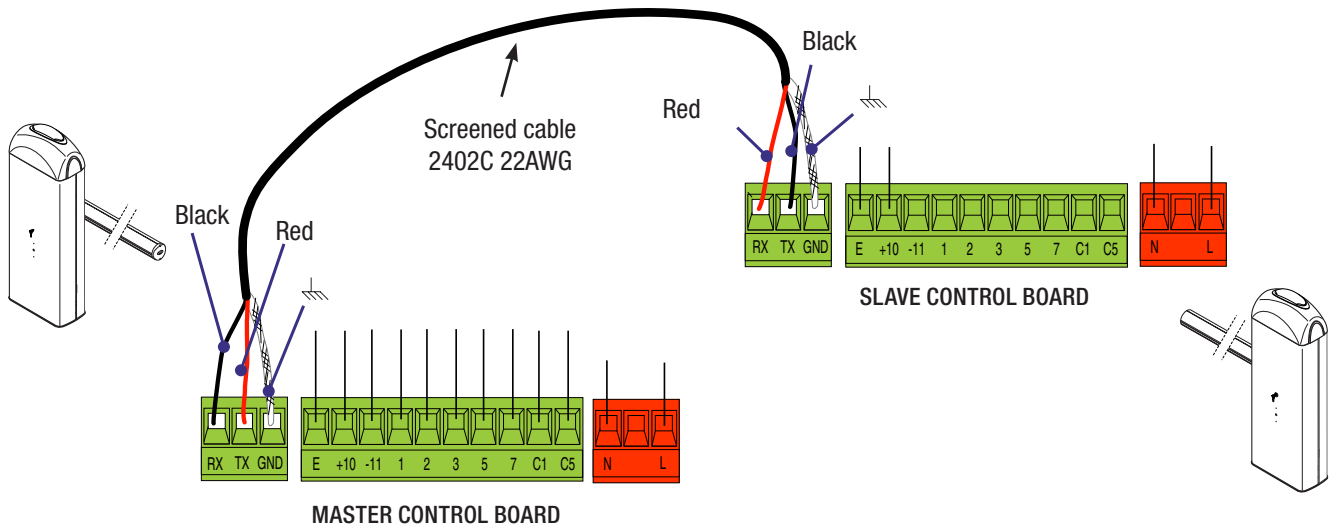 Black
Red
Screened cable
2402C 22AWG
RX TX GND
E +10 -11 1 2 3 5 7 C1 C5
N L
SLAVE CONTROL BOARD
Black
Red
RX TX GND
E +10 -11 1 2 3 5 7 C1 C5
N L
MASTER CONTROL BOARD